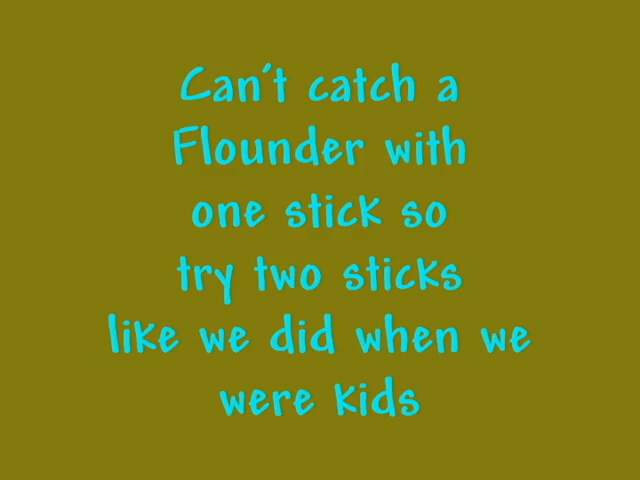 Can't catch a
Flounder with
one stick so
try two sticks
like we did when we
were kids